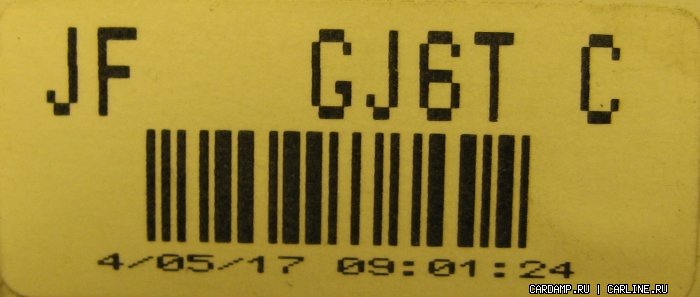 JF GJ6T C
4/05/17 09:01:24
CARDAMP.RU | CARLINE.RU